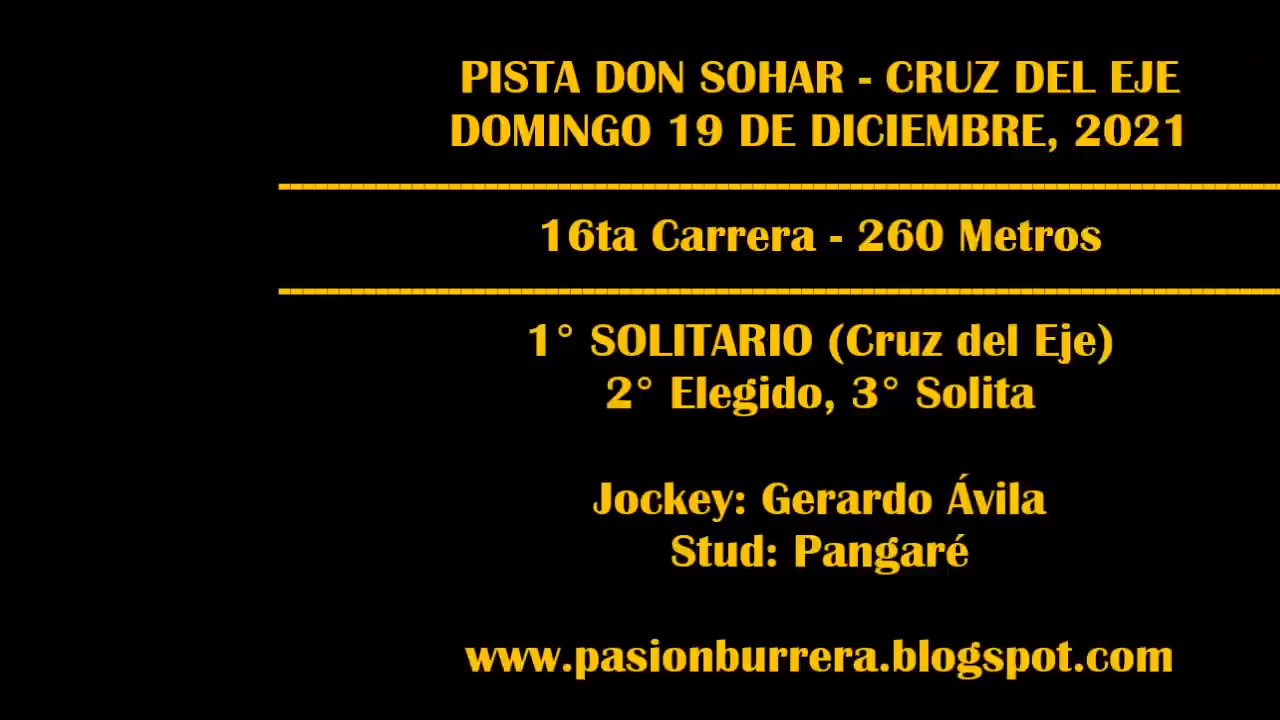 PISTA DON SOHAR - CRUZ DEL EJE
DOMINGO 19 DE DICIEMBRE, 2021
16ta Carrera - 260 Metros
1° SOLITARIO (Cruz del Eje)
2° Elegido, 3° Solita
Jockey: Gerardo Ávila
Stud: Pangaré
www.pasionburrera.blogspot.com